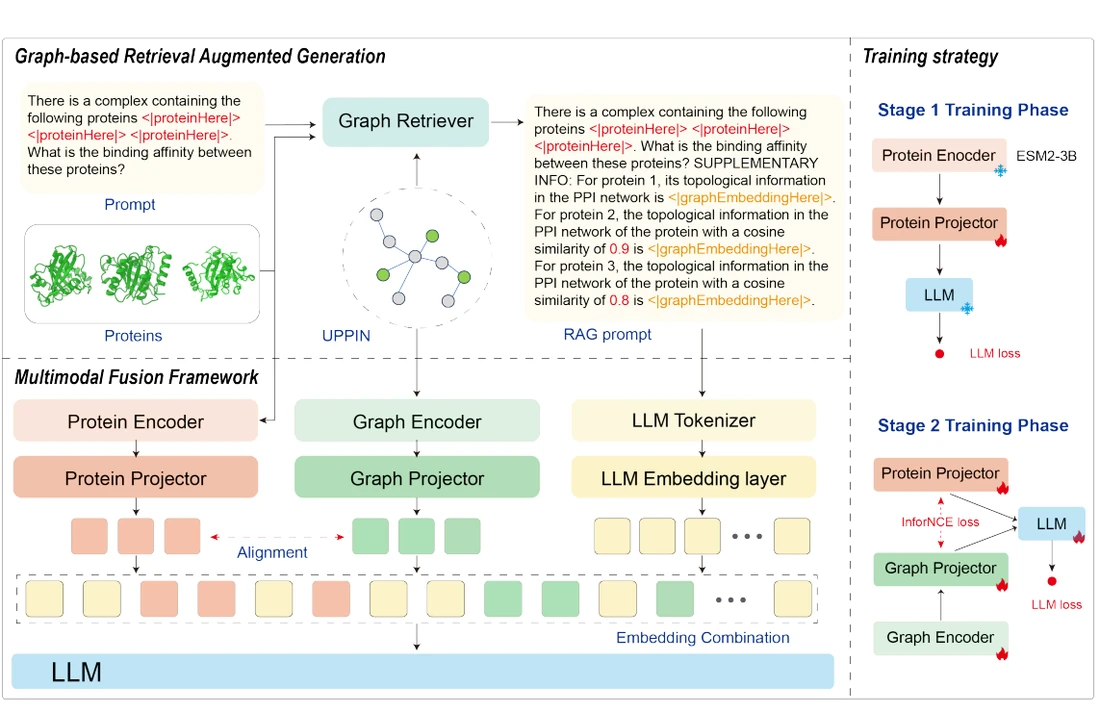 Graph-based Retrieval Augmented Generation
There is a complex containing the
following proteins <|proteinHere|>
<|proteinHere|> <|proteinHere|>.
What is the binding affinity between
these proteins?
Prompt
Proteins
Graph Retriever
UPPIN
There is a complex containing the following
proteins <|proteinHere|> <|proteinHere|>
<|proteinHere|>. What is the binding affinity
between these proteins? SUPPLEMENTARY
INFO: For protein 1, its topological information
in the PPI network is <|graphEmbeddingHere|>.
For protein 2, the topological information in the
PPI network of the protein with a cosine
similarity of 0.9 is <|graphEmbeddingHere|>.
For protein 3, the topological information in the
PPI network of the protein with a cosine
similarity of 0.8 is <|graphEmbeddingHere|>.
RAG prompt
Multimodal Fusion Framework
Protein Encoder
Graph Encoder
LLM Tokenizer
Protein Projector
Graph Projector
LLM Embedding layer
Alignment
Embedding Combination
LLM
Training strategy
Stage 1 Training Phase
Protein Enocder
ESM2-3B
Protein Projector
LLM
LLM loss
Stage 2 Training Phase
Protein Projector
InforNCE loss
LLM
Graph Projector
LLM loss
Graph Encoder